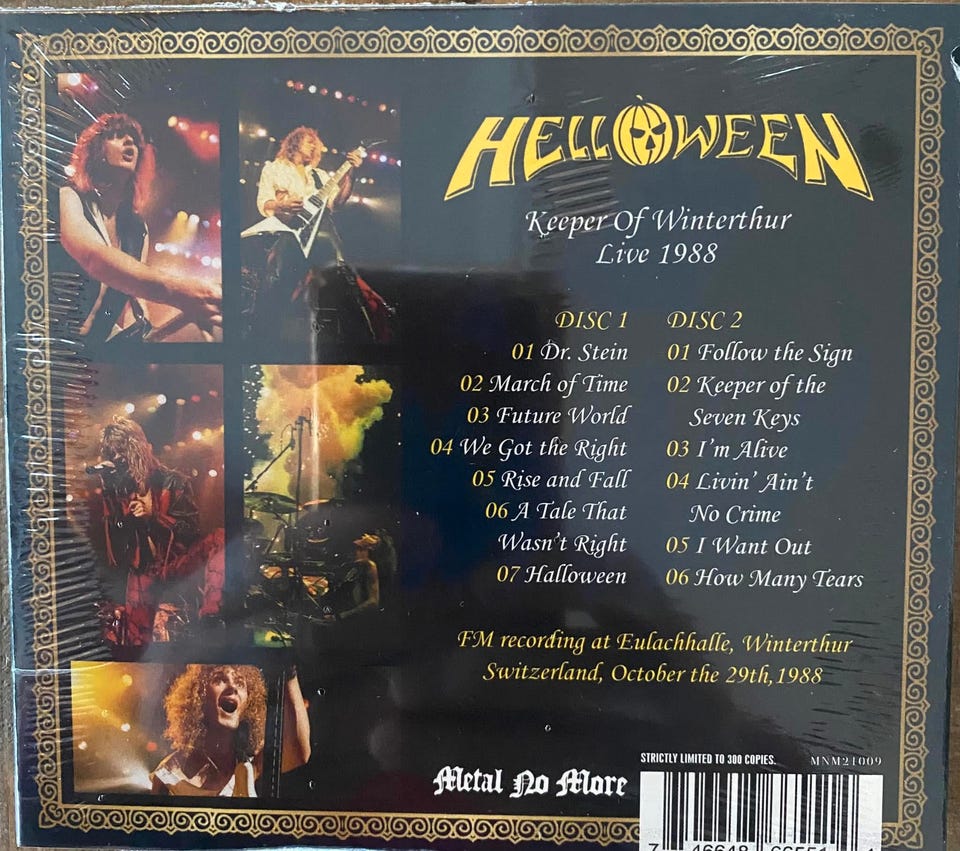 HELLOWEEN
Keeper Of Winterthur
Live 1988
DISC 1
01 Dr. Stein
02 March of Time
03 Future World
04 We Got the Right
05 Rise and Fall
06 A Tale That
Wasn't Right
07 Halloween
DISC 2
01 Follow the Sign
02 Keeper of the
Seven Keys
03 I'm Alive
04 Livin' Ain't
No Crime
05 I Want Out
06 How Many Tears
FM recording at Eulachhalle, Winterthur
Switzerland, October the 29th, 1988
Metal No More
STRICTLY LIMITED TO 300 COPIES.
MNM21009